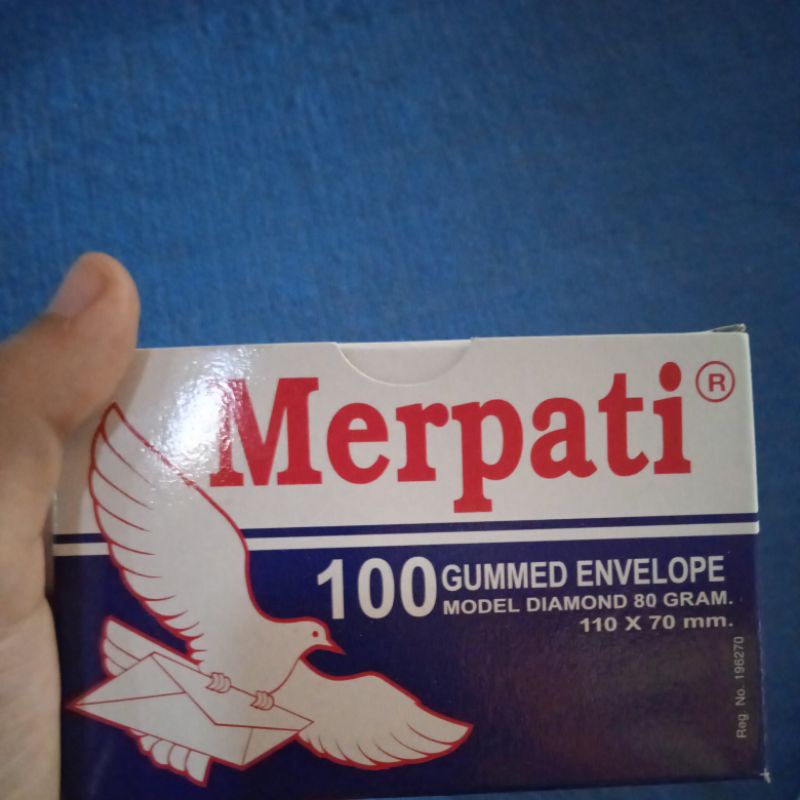 Merpati ®
100 GUMMED ENVELOPE
MODEL DIAMOND 80 GRAM.
110 X 70 mm.
Reg. No. 196270